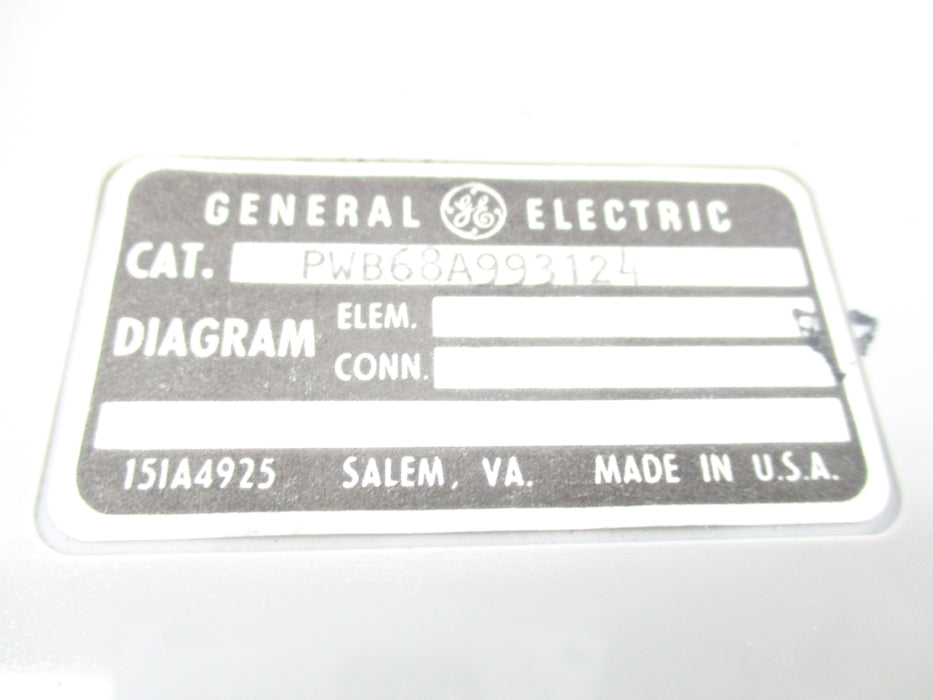 GENERAL GE ELECTRIC
CAT. PWB68A993124
DIAGRAM ELEM.
CONN.
151A4925 SALEM, VA. MADE IN U.S.A.